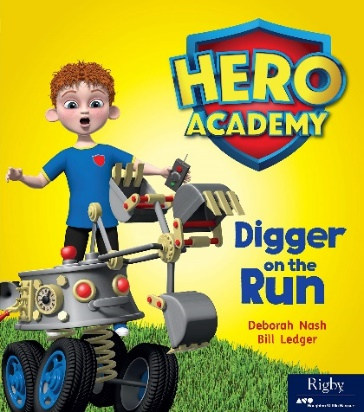 HERO
ACADEMY
Digger
on the
Run
Deborah Nash
Bill Ledger
Rigby